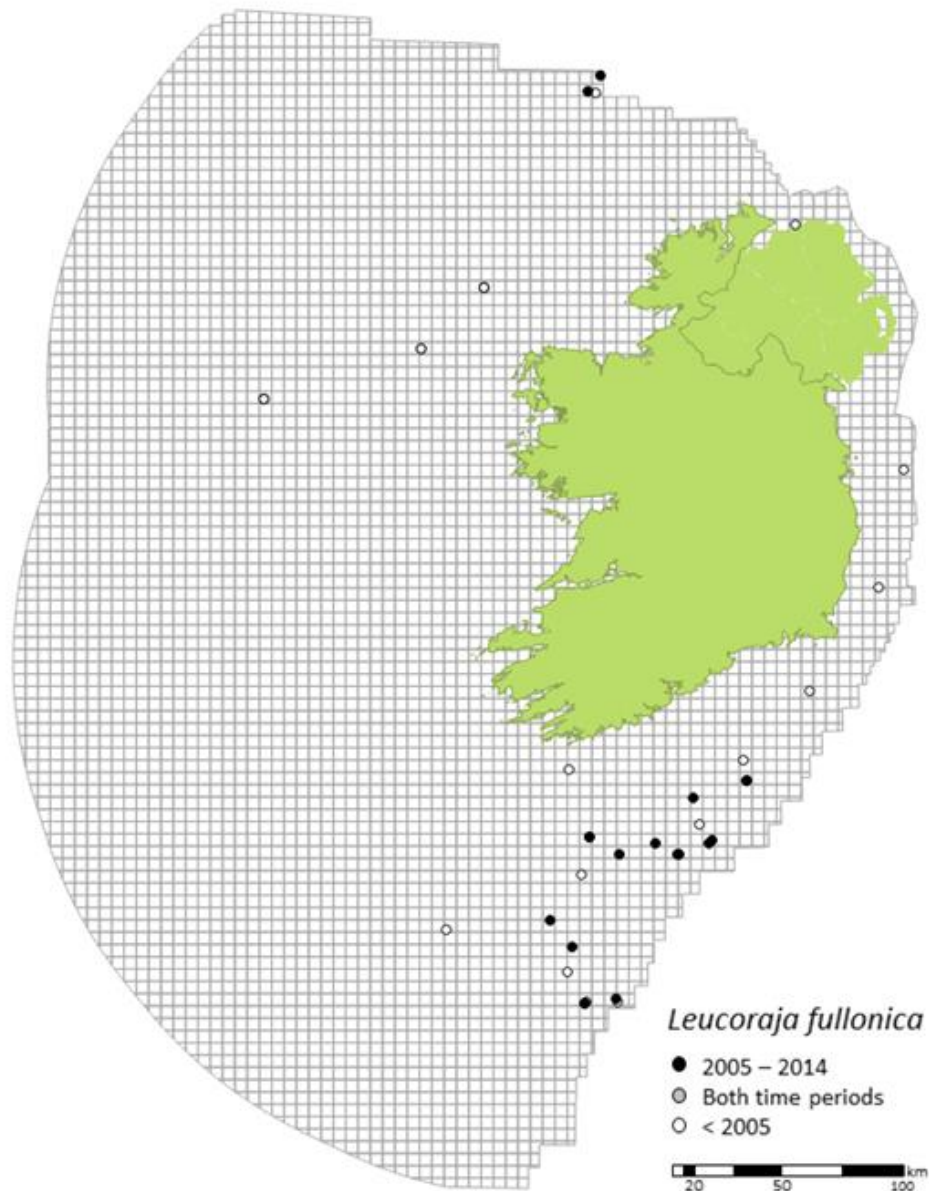 Leucoraja fullonica
2005 – 2014
Both time periods
< 2005
km
20 50 100